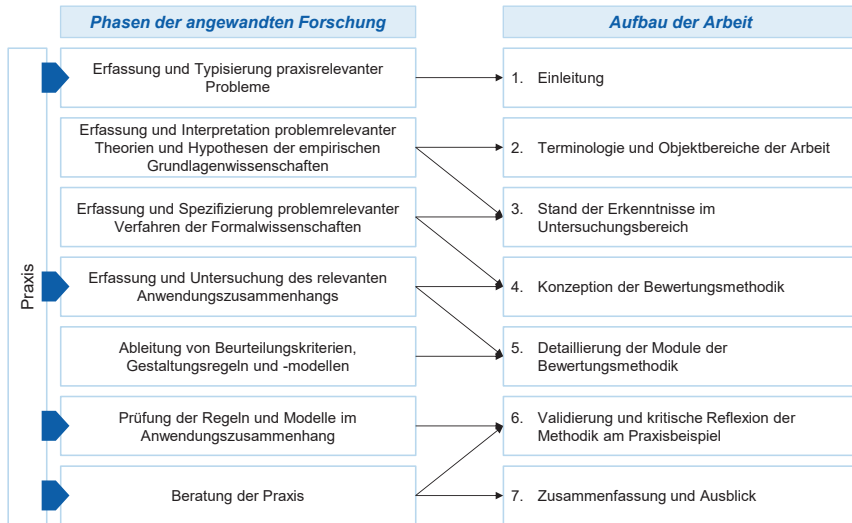 Phasen der angewandten Forschung
Aufbau der Arbeit
Praxis
Erfassung und Typisierung praxisrelevanter
Probleme
1. Einleitung
Erfassung und Interpretation problemrelevanter
Theorien und Hypothesen der empirischen
Grundlagenwissenschaften
2. Terminologie und Objektbereiche der Arbeit
Erfassung und Spezifizierung problemrelevanter
Verfahren der Formalwissenschaften
3. Stand der Erkenntnisse im
Untersuchungsbereich
Erfassung und Untersuchung des relevanten
Anwendungszusammenhangs
4. Konzeption der Bewertungsmethodik
Ableitung von Beurteilungskriterien,
Gestaltungsregeln und -modellen
5. Detaillierung der Module der
Bewertungsmethodik
Prüfung der Regeln und Modelle im
Anwendungszusammenhang
6. Validierung und kritische Reflexion der
Methodik am Praxisbeispiel
Beratung der Praxis
7. Zusammenfassung und Ausblick